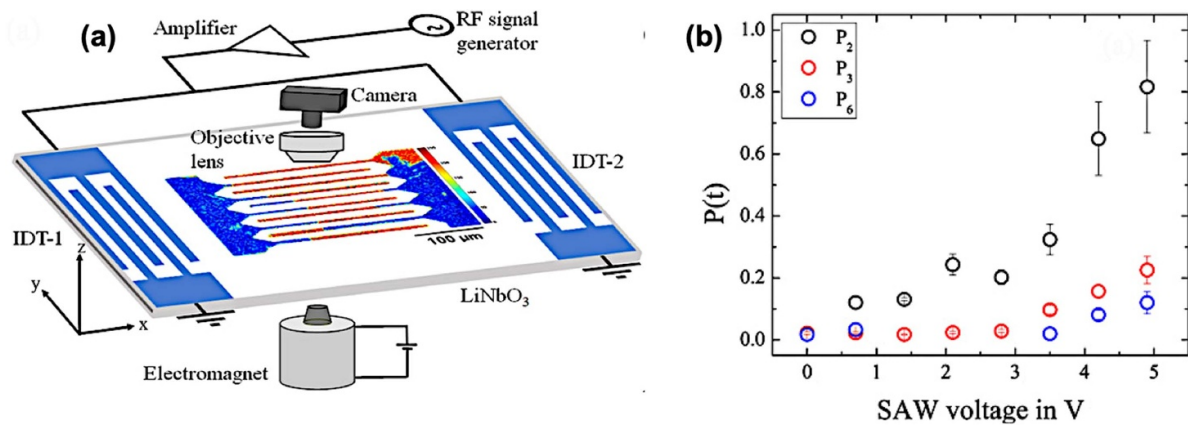 (a)
Amplifier
RF signal
generator
Camera
Objective
lens
IDT-2
IDT-1
100 µm
z
y
x
LiNbO3
Electromagnet
(b)
P2
P3
P6
1.0
0.8
0.6
0.4
0.2
0.0
P(t)
0 1 2 3 4 5
SAW voltage in V